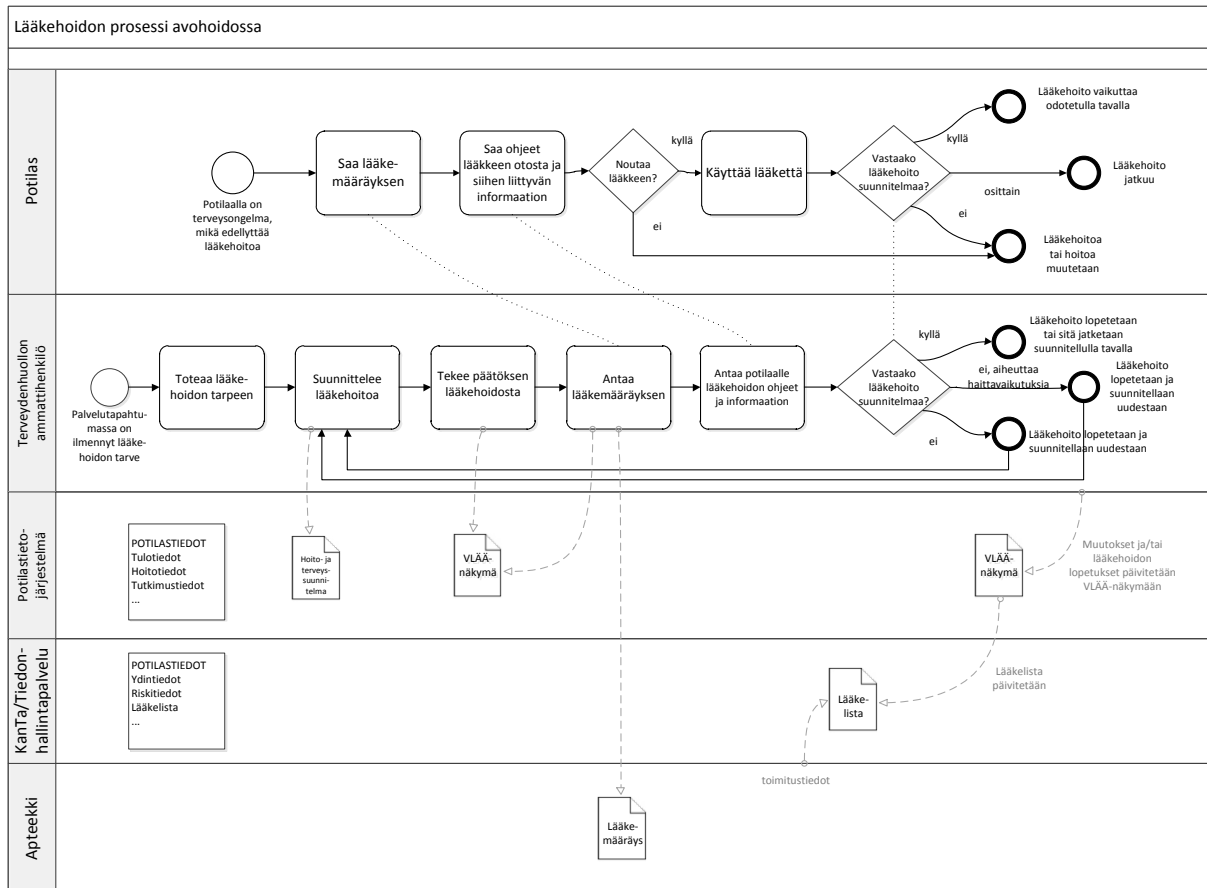 Lääkehoidon prosessi avohoidossa
Potilas
Potilaalla on
terveysongelma,
mikä edellyttää
lääkehoitoa
Saa lääke-
määräyksen
Saa ohjeet
lääkkeen otosta ja
siihen liittyvän
informaation
Noutaa
lääkkeen?
kyllä
ei
Käyttää lääkettä
Vastaako
lääkehoito
suunnitelmaa?
kyllä
osittain
ei
Lääkehoito vaikuttaa
odotetulla tavalla
Lääkehoito
jatkuu
Lääkehoitoa
tai hoitoa
muutetaan
Terveydenhuollon
ammattihenkilö
Palvelutapahtu-
massa on
ilmennyt lääke-
hoidon tarve
Toteaa lääke-
hoidon tarpeen
Suunnittelee
lääkehoitoa
Tekee päätöksen
lääkehoidosta
Antaa
lääkemääräyksen
Antaa potilaalle
lääkehoidon ohjeet
ja informaation
Vastaako
lääkehoito
suunnitelmaa?
kyllä
Lääkehoito lopetetaan
tai sitä jatketaan
suunnitellulla tavalla
ei, aiheuttaa
haittavaikutuksia
Lääkehoito
lopetetaan ja
suunnitellaan
uudestaan
ei
Lääkehoito lopetetaan ja
suunnitellaan uudestaan
Potilastieto-
järjestelmä
POTILASTIEDOT
Tulotiedot
Hoitotiedot
Tutkimustiedot
...
Hoito- ja
terveys-
suunni-
telma
VLÄÄ-
näkymä
VLÄÄ-
näkymä
Muutokset ja/tai
lääkehoidon
lopetukset päivitetään
VLÄÄ-näkymään
KanTa/Tiedon-
hallintapalvelu
POTILASTIEDOT
Ydintiedot
Riskitiedot
Lääkelista
...
Lääke-
lista
Lääkelista
päivitetään
Apteekki
toimitustiedot
Lääke-
määräys